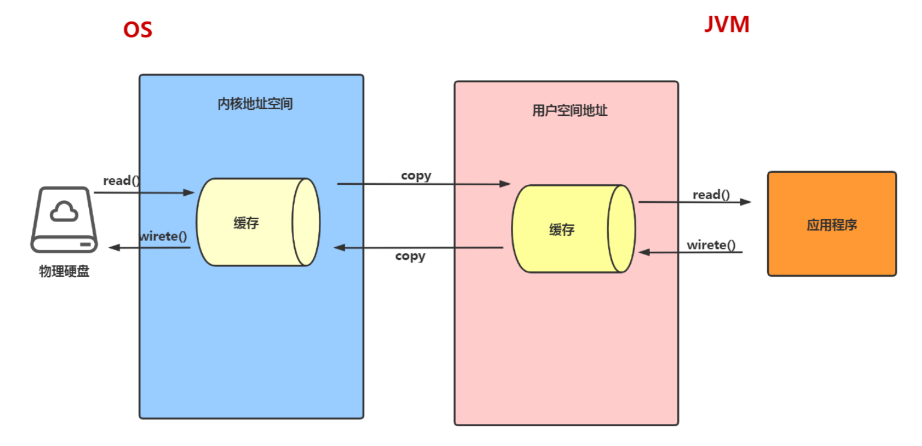 OS
JVM
内核地址空间
用户空间地址
read()
copy
read()
缓存
缓存
应用程序
wirete()
copy
wirete()
物理硬盘